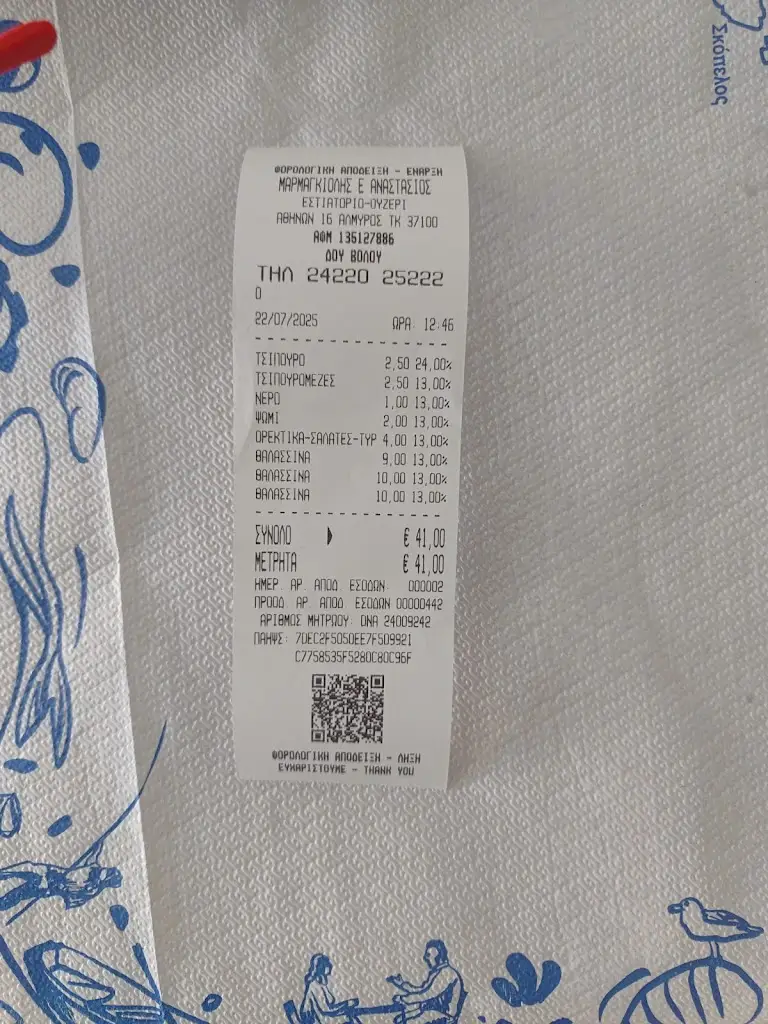 Σκόπελος
ΦΟΡΟΛΟΓΙΚΗ ΑΠΟΔΕΙΞΗ - ΕΝΑΡΞΗ
ΜΑΡΜΑΓΚΙΟΛΗΣ Ε ΑΝΑΣΤΑΣΙΟΣ
ΕΣΤΙΑΤΟΡΙΟ-ΟΥΖΕΡΙ
ΑΘΗΝΩΝ 16 ΑΛΜΥΡΟΣ ΤΚ 37100
ΑΦΜ 135127886
ΔΟΥ ΒΟΛΟΥ
ΤΗΛ 24220 25222
0
22/07/2025 ΩΡΑ: 12:46
ΤΣΙΠΟΥΡΟ 2,50 24,00%
ΤΣΙΠΟΥΡΟΜΕΖΕΣ 2,50 13,00%
ΝΕΡΟ 1,00 13,00%
ΨΩΜΙ 2,00 13,00%
ΟΡΕΚΤΙΚΑ-ΣΑΛΑΤΕΣ-ΤΥΡ 4,00 13,00%
ΘΑΛΑΣΣΙΝΑ 9,00 13,00%
ΘΑΛΑΣΣΙΝΑ 10,00 13,00%
ΘΑΛΑΣΣΙΝΑ 10,00 13,00%
ΣΥΝΟΛΟ € 41,00
ΜΕΤΡΗΤΑ € 41,00
ΗΜΕΡ. ΑΡ. ΑΠΟΔ. ΕΣΟΔΩΝ: 000002
ΠΡΟΟΔ. ΑΡ. ΑΠΟΔ. ΕΣΟΔΩΝ 00000442
ΑΡΙΘΜΟΣ ΜΗΤΡΩΟΥ: DNA 24009242
ΠΑΗΨΣ: 7DEC2F5050EE7F509921
C7758535F5280C80C96F
ΦΟΡΟΛΟΓΙΚΗ ΑΠΟΔΕΙΞΗ - ΛΗΞΗ
ΕΥΧΑΡΙΣΤΟΥΜΕ - THANK YOU